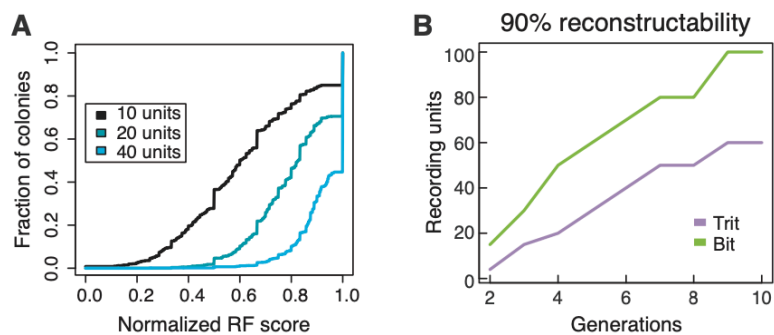 A
Fraction of colonies
1.0
0.8
0.6
0.4
0.2
0.0
10 units
20 units
40 units
0.0 0.2 0.4 0.6 0.8 1.0
Normalized RF score
B
90% reconstructability
Recording units
100
80
60
40
20
0
Trit
Bit
2 4 6 8 10
Generations